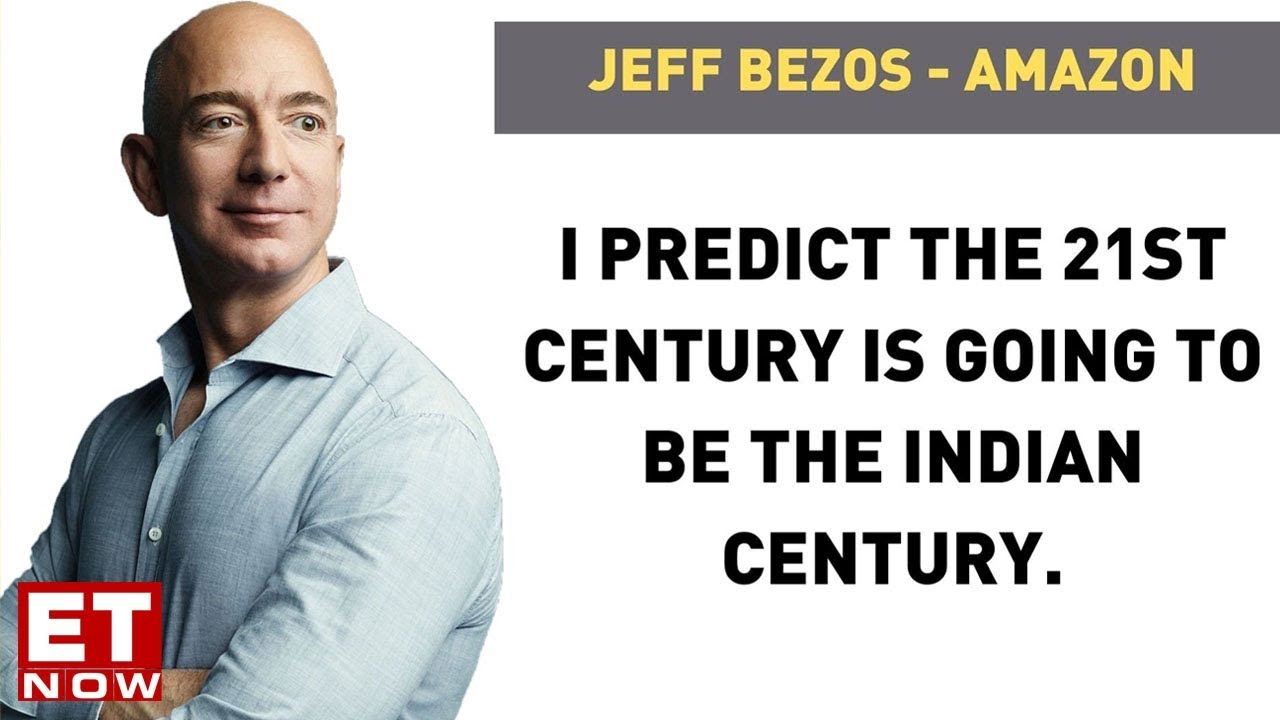 JEFF BEZOS - AMAZON
I PREDICT THE 21ST
CENTURY IS GOING TO
BE THE INDIAN
CENTURY.
ET
NOW